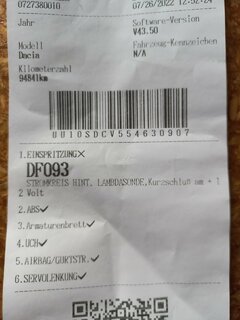 0727380010 07/26/2022 12:52:24
Jahr Software-Version
V43.50
Modell Fahrzeug-Kennzeichen
Dacia N/A
Kilometerzahl
94841km
UU10SDCV554630907
1.EINSPRITZUNG✕
DF093
STROMKREIS HINT. LAMBDASONDE,Kurzschluß am + 1
2 Volt
2.ABS✓
3.Armaturenbrett✓
4.UCH✓
5.AIRBAG/GURTSTR.✓
6.SERVOLENKUNG✓